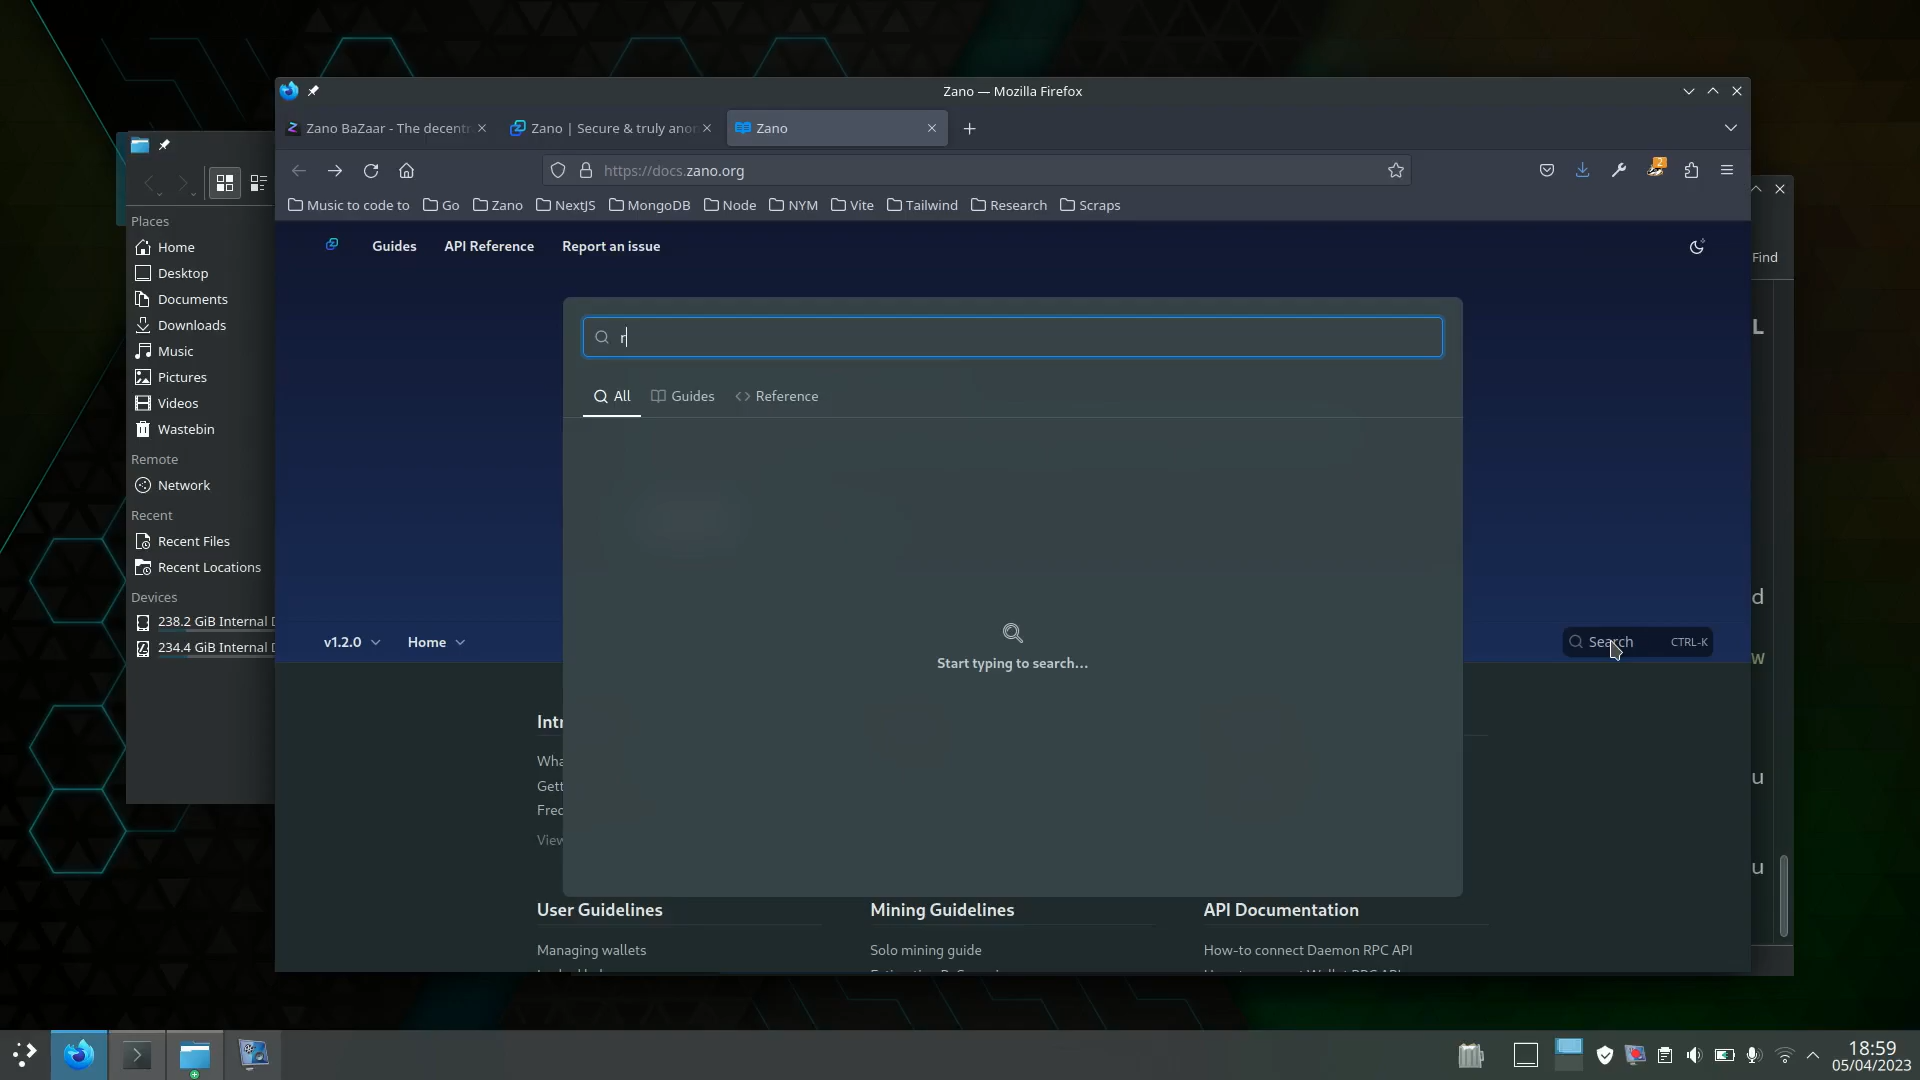 Zano — Mozilla Firefox
Zano BaZaar - The decentr
Zano | Secure & truly anor
Zano
https://docs.zano.org
2
Music to code to
Go
Zano
NextJS
MongoDB
Node
NYM
Vite
Tailwind
Research
Scraps
Guides
API Reference
Report an issue
Find
r
All
Guides
Reference
Start typing to search...
v1.2.0
Home
Search
CTRL-K
Intr
Wha
Gett
Freq
View
User Guidelines
Managing wallets
Mining Guidelines
Solo mining guide
API Documentation
How-to connect Daemon RPC API
Places
Home
Desktop
Documents
Downloads
Music
Pictures
Videos
Wastebin
Remote
Network
Recent
Recent Files
Recent Locations
Devices
238.2 GiB Internal D
234.4 GiB Internal D
L
d
w
u
u
18:59
05/04/2023